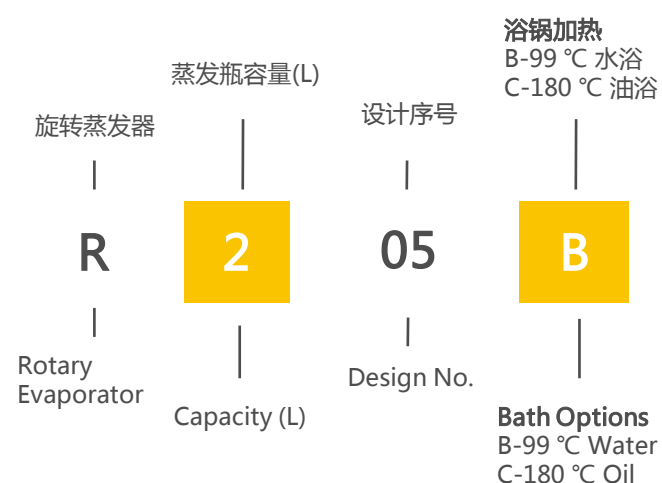 浴锅加热
B-99 ℃ 水浴
C-180 ℃ 油浴
蒸发瓶容量(L)
设计序号
旋转蒸发器
R
2
05
B
Rotary
Evaporator
Capacity (L)
Design No.
Bath Options
B-99 ℃ Water
C-180 ℃ Oil